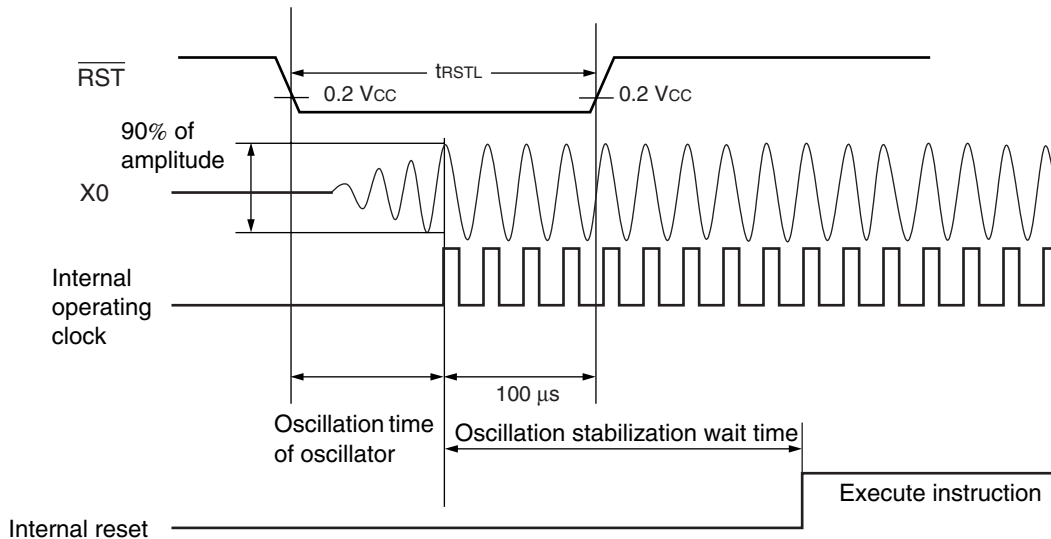 RST
tRSTL
0.2 VCC
0.2 VCC
90% of
amplitude
X0
Internal
operating
clock
100 μs
Oscillation time
of oscillator
Oscillation stabilization wait time
Execute instruction
Internal reset